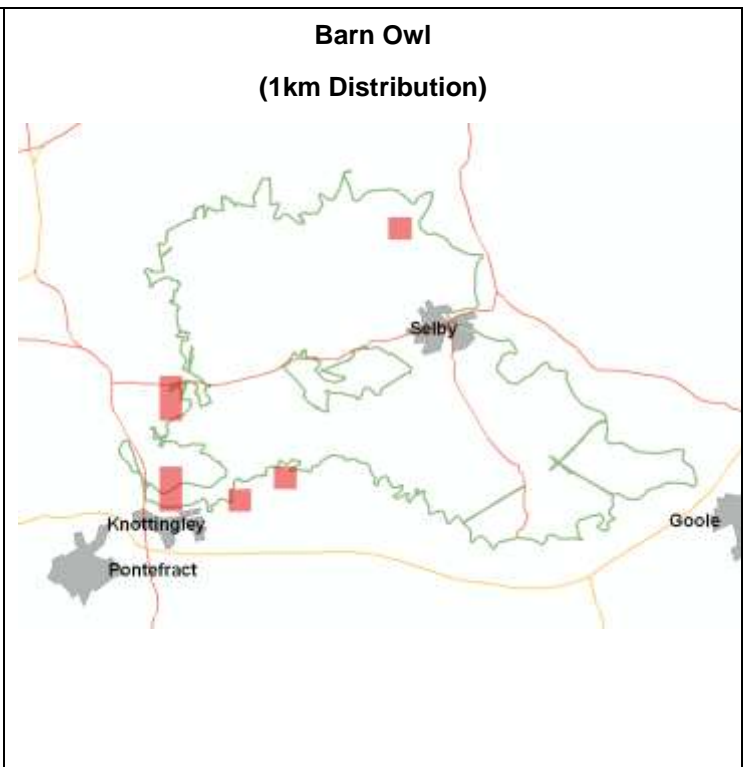 Barn Owl
(1km Distribution)
Selby
Knottingley
Goole
Pontefract